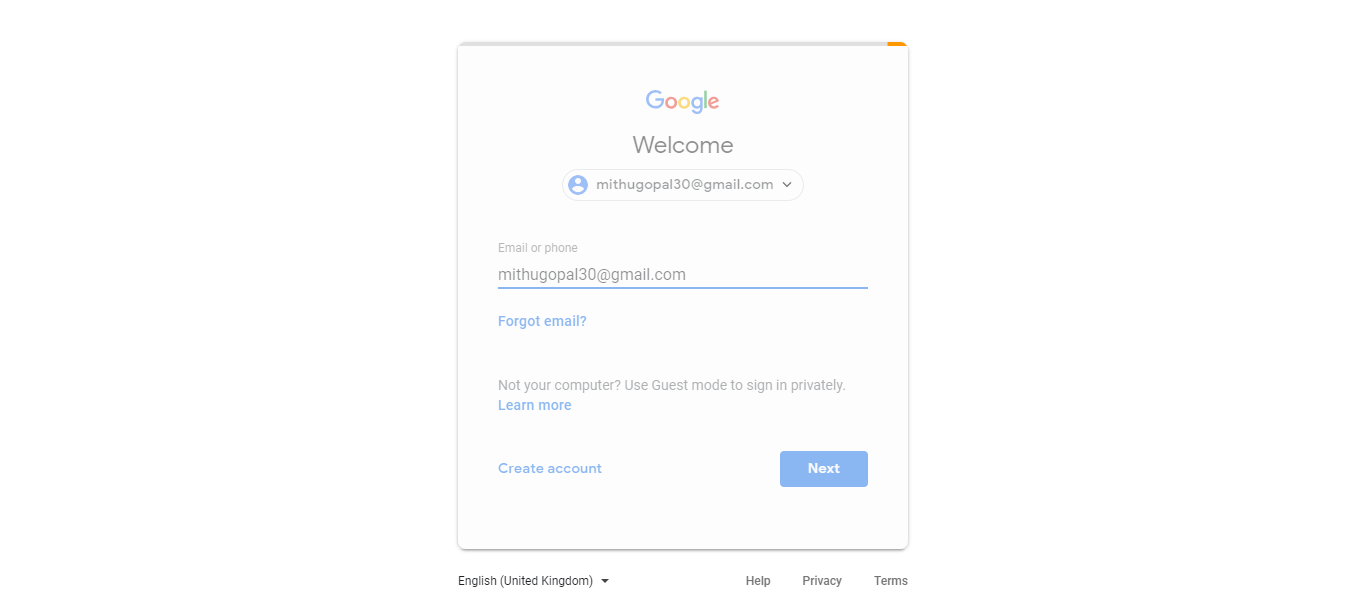 Google
Welcome
mithugopal30@gmail.com
Email or phone
mithugopal30@gmail.com
Forgot email?
Not your computer? Use Guest mode to sign in privately.
Learn more
Create account
Next
English (United Kingdom)
Help
Privacy
Terms